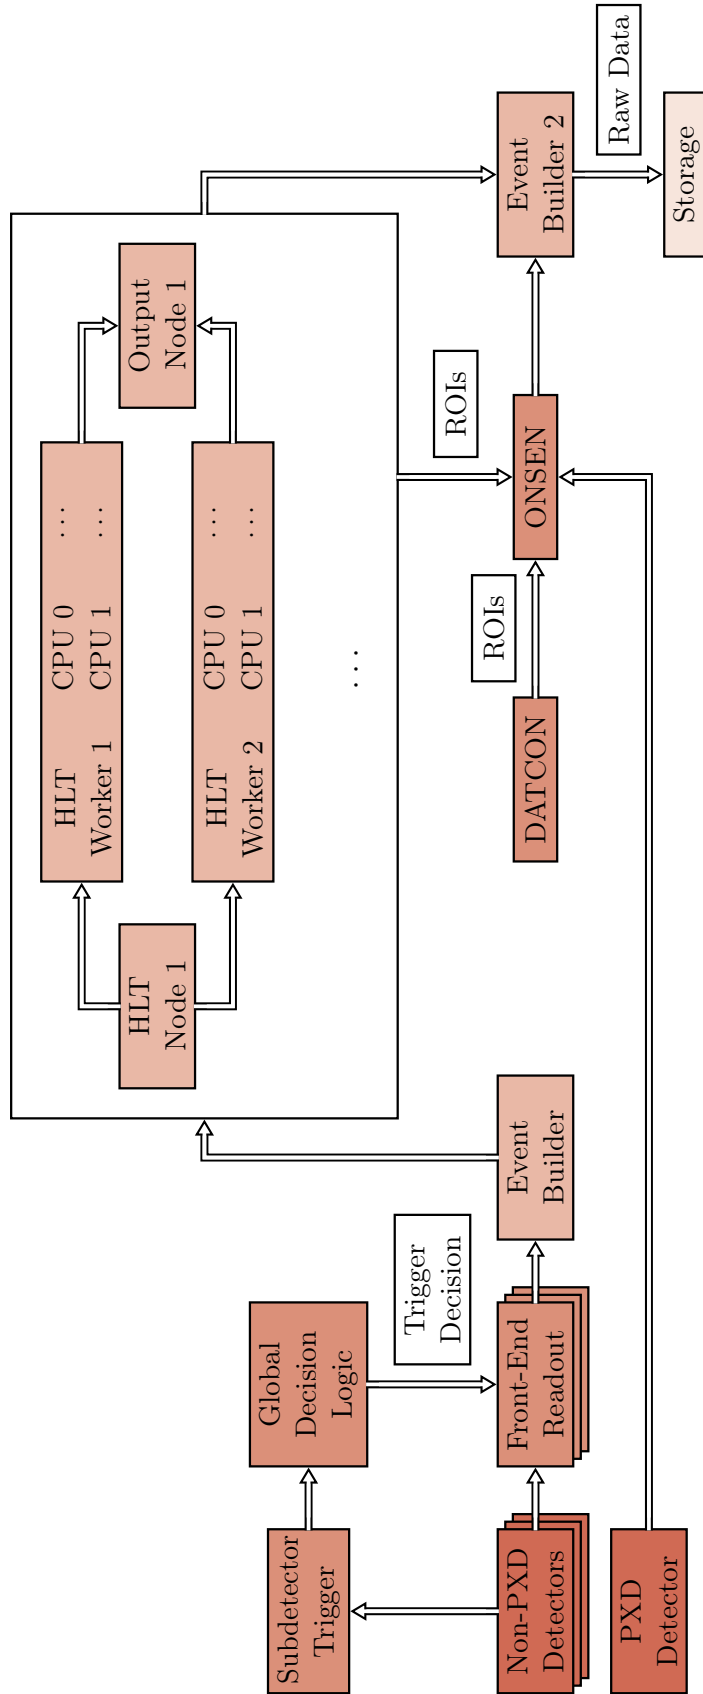 HLT
Node 1
HLT
Worker 1
CPU 0
CPU 1
...
...
HLT
Worker 2
CPU 0
CPU 1
...
...
...
Output
Node 1
Subdetector
Trigger
Global
Decision
Logic
Trigger
Decision
Non-PXD
Detectors
Front-End
Readout
Event
Builder
DATCON
ROIs
ONSEN
ROIs
Event
Builder 2
Raw Data
Storage
PXD
Detector